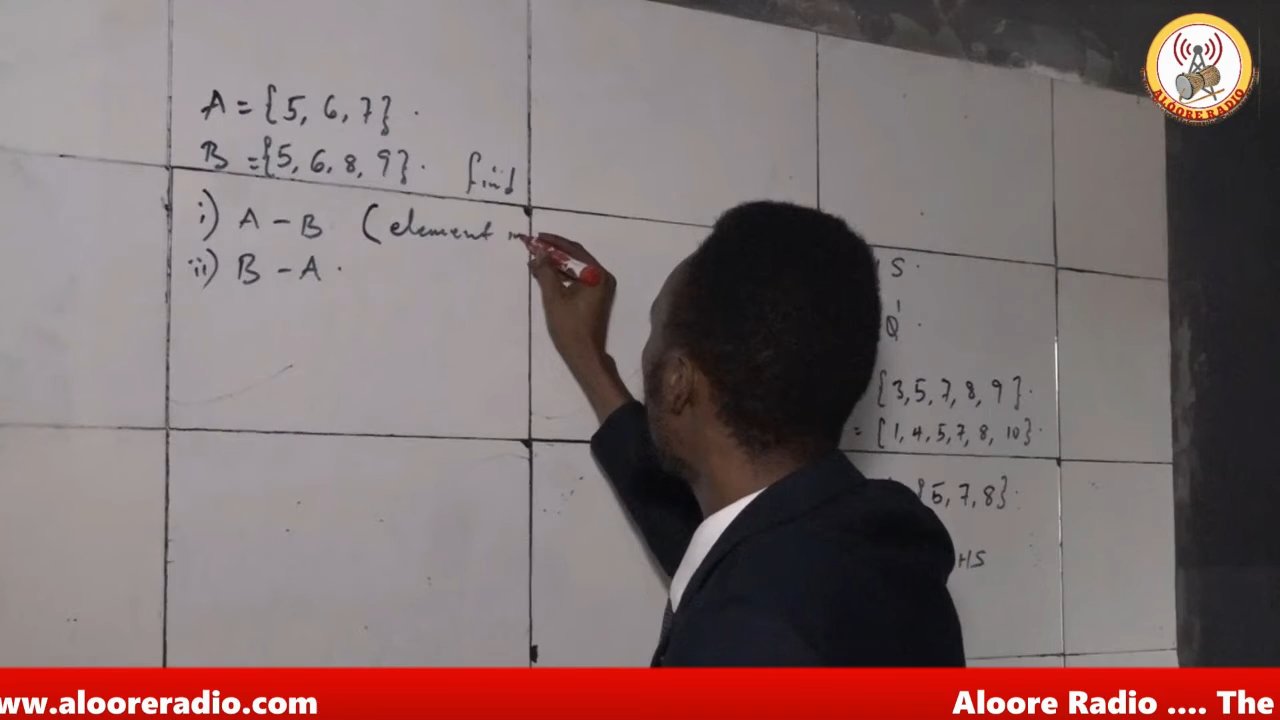 A = {5, 6, 7}.
B = {5, 6, 8, 9}. find
i) A - B (element
ii) B - A.
S.
Q'.
{3, 5, 7, 8, 9}.
= {1, 4, 5, 7, 8, 10}.
{5, 7, 8}.
HS
ALOORE RADIO
www.alooreradio.com
Aloore Radio .... The